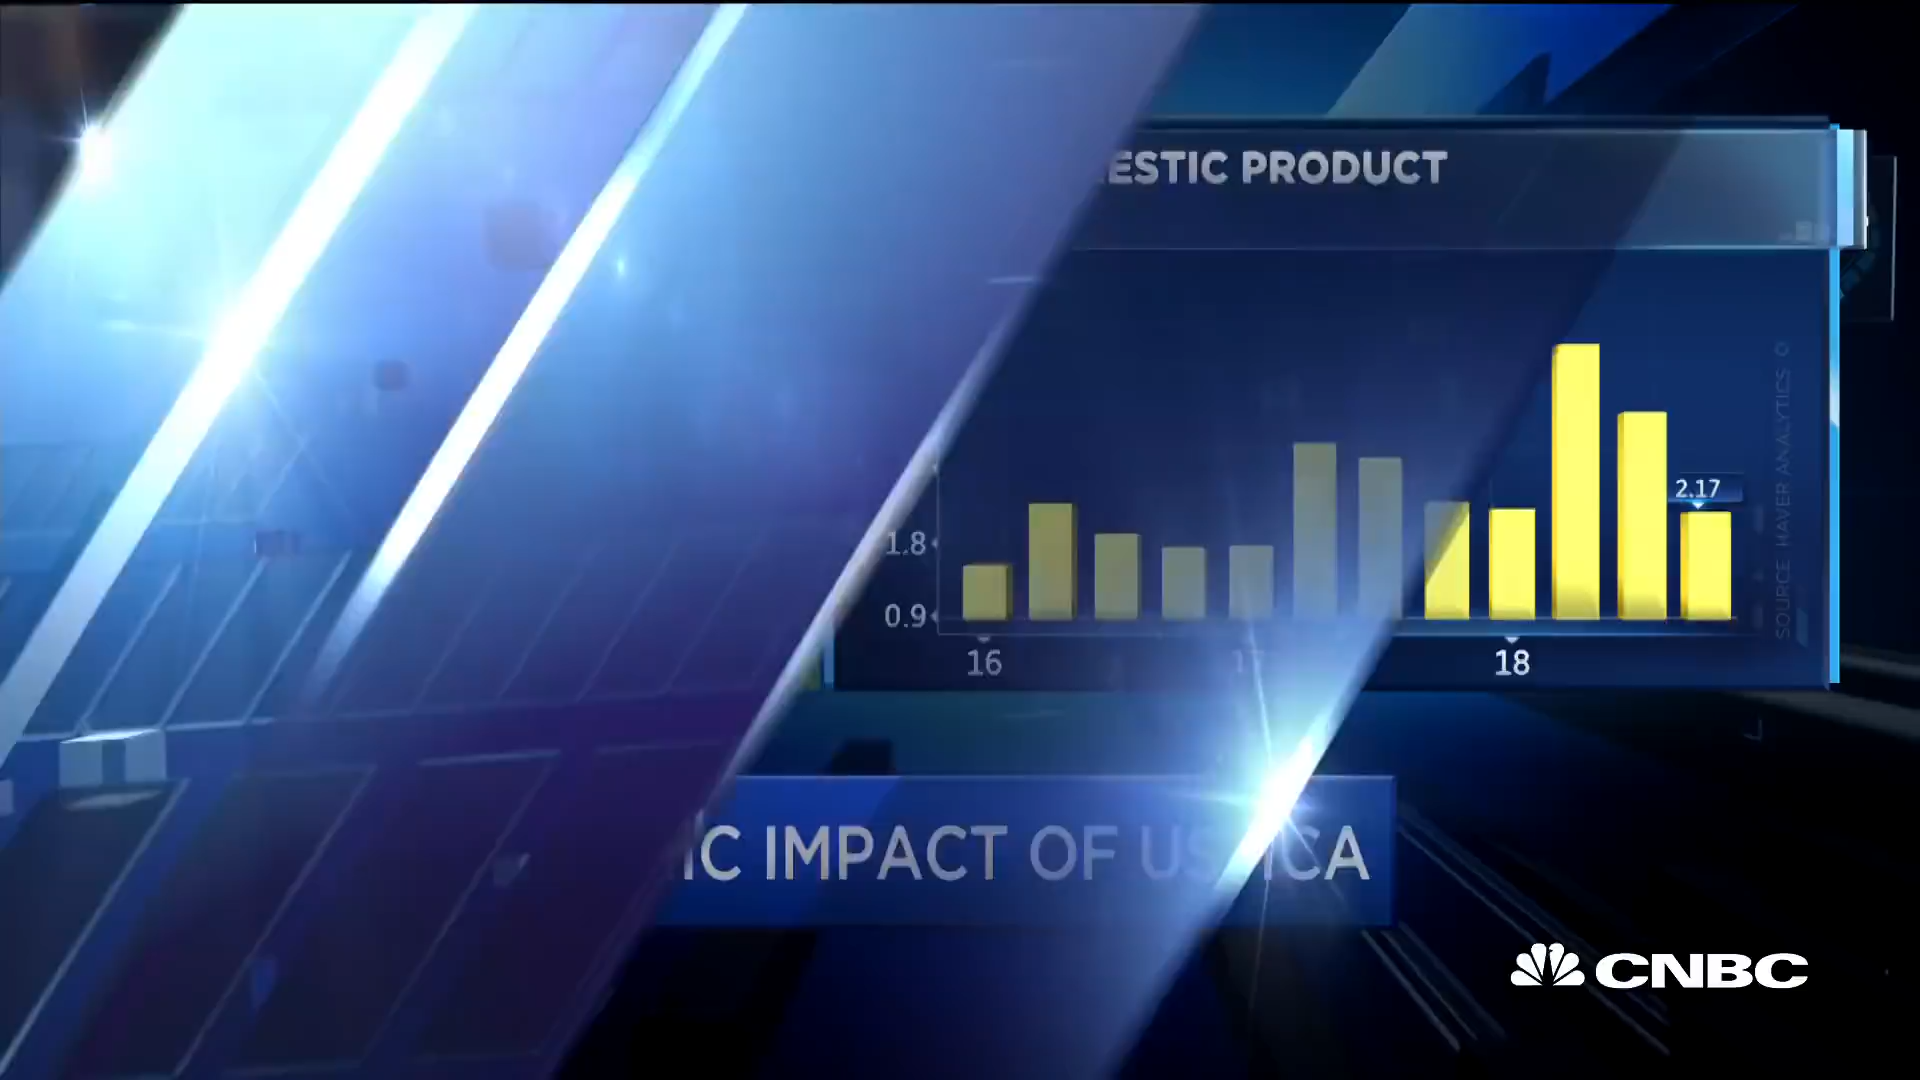 ESTIC PRODUCT
2.17
1.8
0.9
16
17
18
SOURCE HAVER ANALYTICS
IC IMPACT OF US CA
CNBC